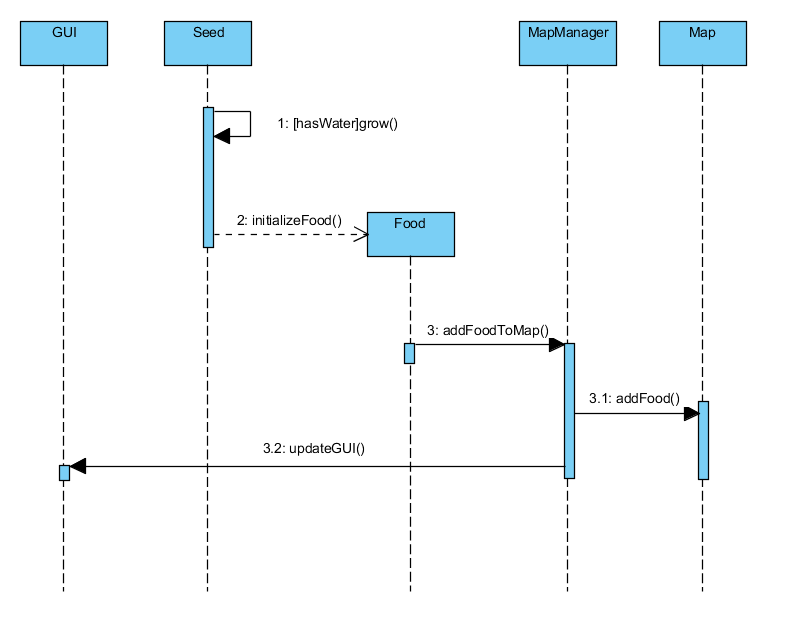 GUI
Seed
MapManager
Map
1: [hasWater]grow()
2: initializeFood()
Food
3: addFoodToMap()
3.1: addFood()
3.2: updateGUI()